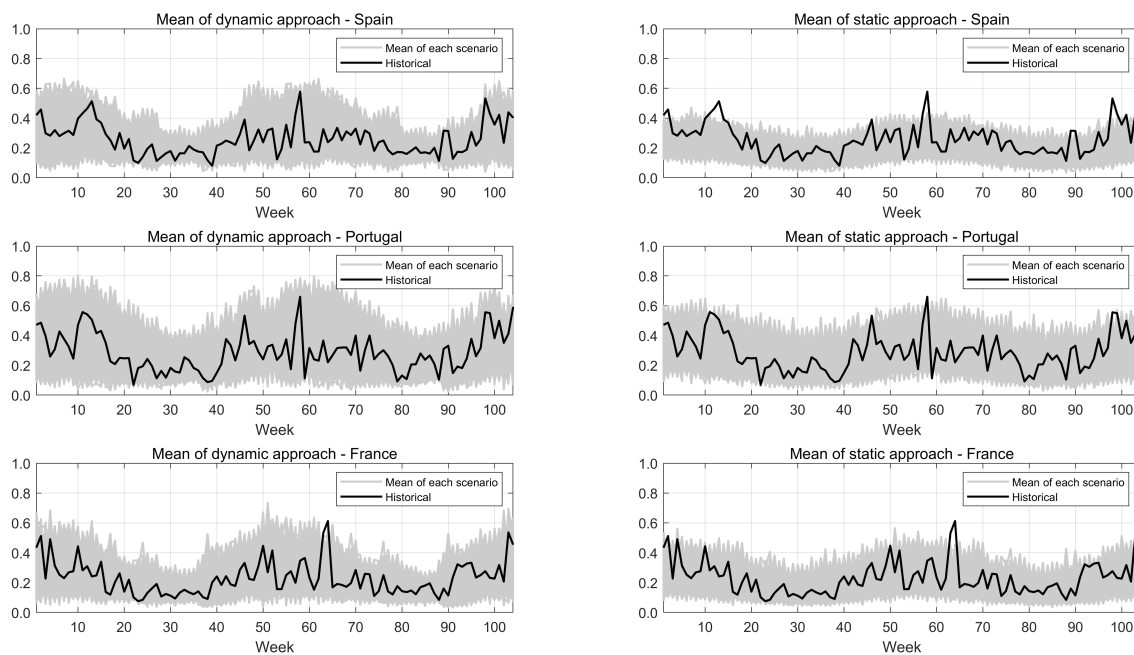 Mean of dynamic approach - Spain
1.0
0.8
0.6
0.4
0.2
0.0
Mean of each scenario
Historical
10 20 30 40 50 60 70 80 90 100
Week
Mean of static approach - Spain
1.0
0.8
0.6
0.4
0.2
0.0
Mean of each scenario
Historical
10 20 30 40 50 60 70 80 90 100
Week
Mean of dynamic approach - Portugal
1.0
0.8
0.6
0.4
0.2
0.0
Mean of each scenario
Historical
10 20 30 40 50 60 70 80 90 100
Week
Mean of static approach - Portugal
1.0
0.8
0.6
0.4
0.2
0.0
Mean of each scenario
Historical
10 20 30 40 50 60 70 80 90 100
Week
Mean of dynamic approach - France
1.0
0.8
0.6
0.4
0.2
0.0
Mean of each scenario
Historical
10 20 30 40 50 60 70 80 90 100
Week
Mean of static approach - France
1.0
0.8
0.6
0.4
0.2
0.0
Mean of each scenario
Historical
10 20 30 40 50 60 70 80 90 100
Week